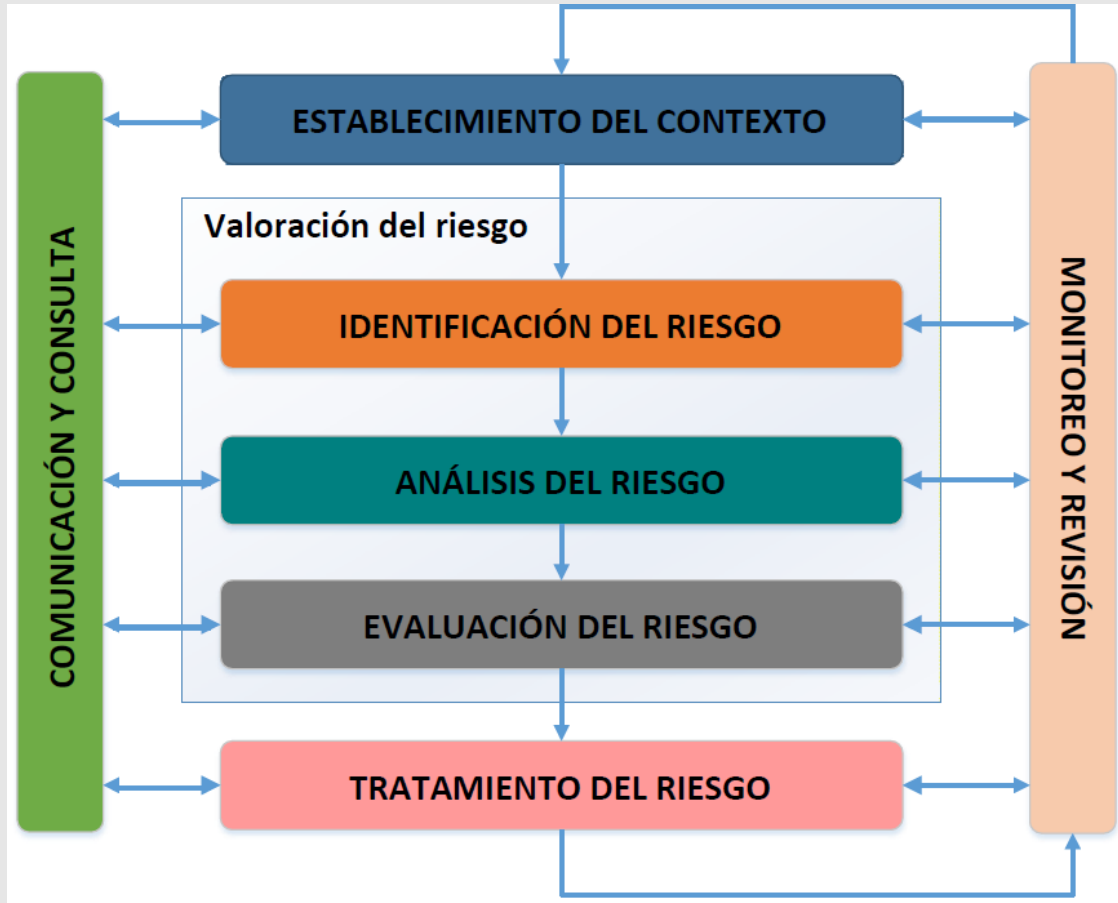 ESTABLECIMIENTO DEL CONTEXTO
Valoración del riesgo
IDENTIFICACIÓN DEL RIESGO
ANÁLISIS DEL RIESGO
EVALUACIÓN DEL RIESGO
TRATAMIENTO DEL RIESGO
COMUNICACIÓN Y CONSULTA
MONITOREO Y REVISIÓN